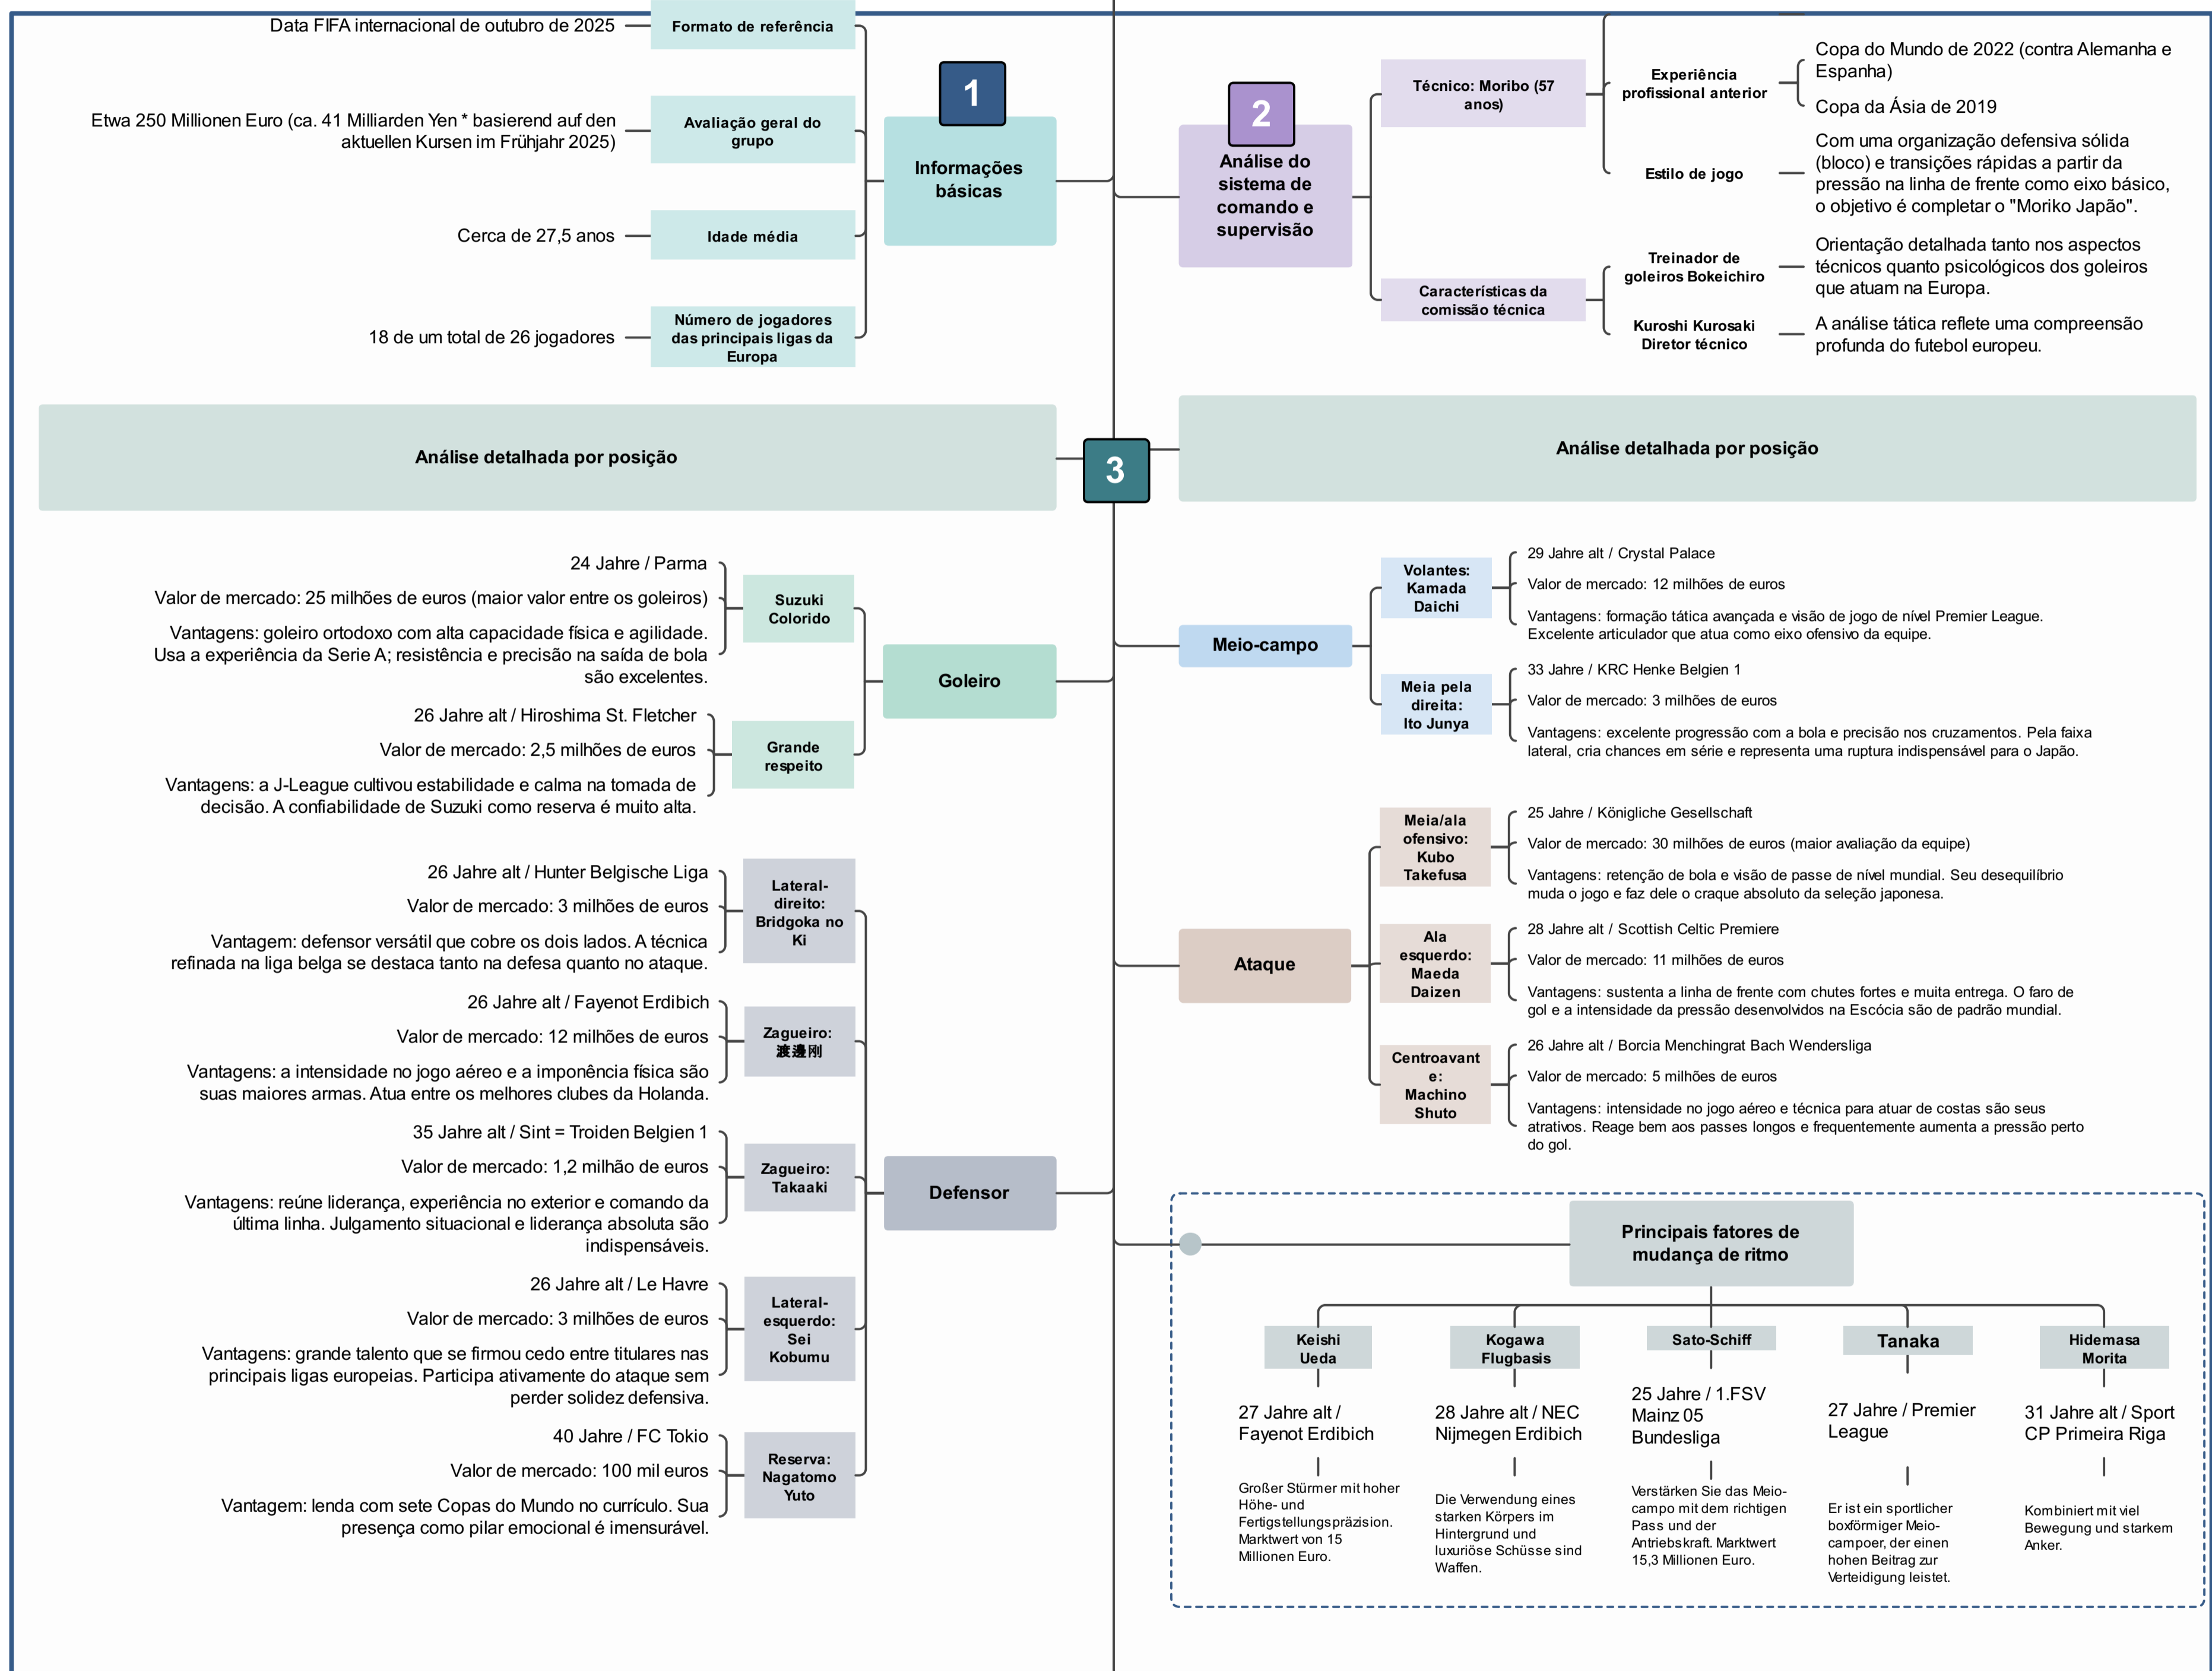 Data FIFA internacional de outubro de 2025
Formato de referência
Etwa 250 Millionen Euro (ca. 41 Milliarden Yen * basierend auf den
aktuellen Kursen im Frühjahr 2025)
Avaliação geral do
grupo
Cerca de 27,5 anos
Idade média
18 de um total de 26 jogadores
Número de jogadores
das principais ligas da
Europa
1
Informações
básicas
2
Análise do
sistema de
comando e
supervisão
Técnico: Moribo (57
anos)
Experiência
profissional anterior
Copa do Mundo de 2022 (contra Alemanha e
Espanha)
Copa da Ásia de 2019
Estilo de jogo
Com uma organização defensiva sólida
(bloco) e transições rápidas a partir da
pressão na linha de frente como eixo básico,
o objetivo é completar o "Moriko Japão".
Características da
comissão técnica
Treinador de
goleiros Bokeichiro
Orientação detalhada tanto nos aspectos
técnicos quanto psicológicos dos goleiros
que atuam na Europa.
Kuroshi Kurosaki
Diretor técnico
A análise tática reflete uma compreensão
profunda do futebol europeu.
Análise detalhada por posição
3
Análise detalhada por posição
24 Jahre / Parma
Valor de mercado: 25 milhões de euros (maior valor entre os goleiros)
Vantagens: goleiro ortodoxo com alta capacidade física e agilidade.
Usa a experiência da Serie A; resistência e precisão na saída de bola
são excelentes.
Suzuki
Colorido
26 Jahre alt / Hiroshima St. Fletcher
Valor de mercado: 2,5 milhões de euros
Vantagens: a J-League cultivou estabilidade e calma na tomada de
decisão. A confiabilidade de Suzuki como reserva é muito alta.
Grande
respeito
Goleiro
26 Jahre alt / Hunter Belgische Liga
Valor de mercado: 3 milhões de euros
Vantagem: defensor versátil que cobre os dois lados. A técnica
refinada na liga belga se destaca tanto na defesa quanto no ataque.
Lateral-
direito:
Bridgoka no
Ki
26 Jahre alt / Fayenot Erdibich
Valor de mercado: 12 milhões de euros
Vantagens: a intensidade no jogo aéreo e a imponência física são
suas maiores armas. Atua entre os melhores clubes da Holanda.
Zagueiro:
渡邊剛
35 Jahre alt / Sint = Troiden Belgien 1
Valor de mercado: 1,2 milhão de euros
Vantagens: reúne liderança, experiência no exterior e comando da
última linha. Julgamento situacional e liderança absoluta são
indispensáveis.
Zagueiro:
Takaaki
Defensor
26 Jahre alt / Le Havre
Valor de mercado: 3 milhões de euros
Vantagens: grande talento que se firmou cedo entre titulares nas
principais ligas europeias. Participa ativamente do ataque sem
perder solidez defensiva.
Lateral-
esquerdo:
Sei
Kobumu
40 Jahre / FC Tokio
Valor de mercado: 100 mil euros
Vantagem: lenda com sete Copas do Mundo no currículo. Sua
presença como pilar emocional é imensurável.
Reserva:
Nagatomo
Yuto
Meio-campo
Volantes:
Kamada
Daichi
29 Jahre alt / Crystal Palace
Valor de mercado: 12 milhões de euros
Vantagens: formação tática avançada e visão de jogo de nível Premier League.
Excelente articulador que atua como eixo ofensivo da equipe.
Meia pela
direita:
Ito Junya
33 Jahre / KRC Henke Belgien 1
Valor de mercado: 3 milhões de euros
Vantagens: excelente progressão com a bola e precisão nos cruzamentos. Pela faixa
lateral, cria chances em série e representa uma ruptura indispensável para o Japão.
Ataque
Meia/ala
ofensivo:
Kubo
Takefusa
25 Jahre / Königliche Gesellschaft
Valor de mercado: 30 milhões de euros (maior avaliação da equipe)
Vantagens: retenção de bola e visão de passe de nível mundial. Seu desequilíbrio
muda o jogo e faz dele o craque absoluto da seleção japonesa.
Ala
esquerdo:
Maeda
Daizen
28 Jahre alt / Scottish Celtic Premiere
Valor de mercado: 11 milhões de euros
Vantagens: sustenta a linha de frente com chutes fortes e muita entrega. O faro de
gol e a intensidade da pressão desenvolvidos na Escócia são de padrão mundial.
Centroavant
e:
Machino
Shuto
26 Jahre alt / Borcia Menchingrat Bach Wendersliga
Valor de mercado: 5 milhões de euros
Vantagens: intensidade no jogo aéreo e técnica para atuar de costas são seus
atrativos. Reage bem aos passes longos e frequentemente aumenta a pressão perto
do gol.
Principais fatores de
mudança de ritmo
Keishi
Ueda
27 Jahre alt /
Fayenot Erdibich
Großer Stürmer mit hoher
Höhe- und
Fertigstellungspräzision.
Marktwert von 15
Millionen Euro.
Kogawa
Flugbasis
28 Jahre alt / NEC
Nijmegen Erdibich
Die Verwendung eines
starken Körpers im
Hintergrund und
luxuriöse Schüsse sind
Waffen.
Sato-Schiff
25 Jahre / 1.FSV
Mainz 05
Bundesliga
Verstärken Sie das Meio-
campo mit dem richtigen
Pass und der
Antriebskraft. Marktwert
15,3 Millionen Euro.
Tanaka
27 Jahre / Premier
League
Er ist ein sportlicher
boxförmiger Meio-
campoer, der einen
hohen Beitrag zur
Verteidigung leistet.
Hidemasa
Morita
31 Jahre alt / Sport
CP Primeira Riga
Kombiniert mit viel
Bewegung und starkem
Anker.